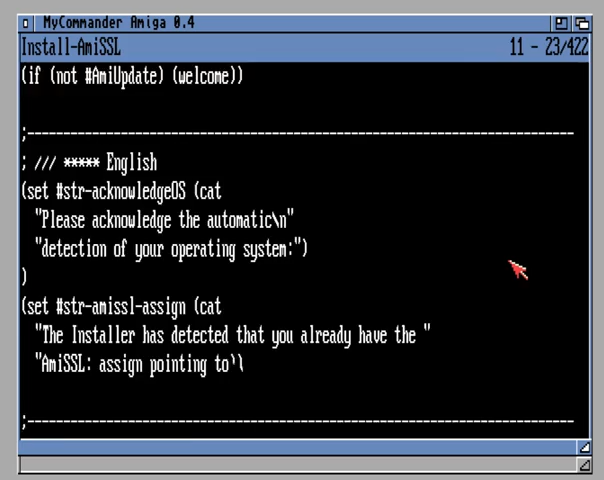 MyCommander Amiga 0.4
Install-AmiSSL 11 - 23/422
(if (not #AmiUpdate) (welcome))
;-----------------------------------------------------------------------------
; /// ***** English
(set #str-acknowledgeOS (cat
"Please acknowledge the automatic\n"
"detection of your operating system:")
)
(set #str-amissl-assign (cat
"The Installer has detected that you already have the "
"AmiSSL: assign pointing to
;-----------------------------------------------------------------------------